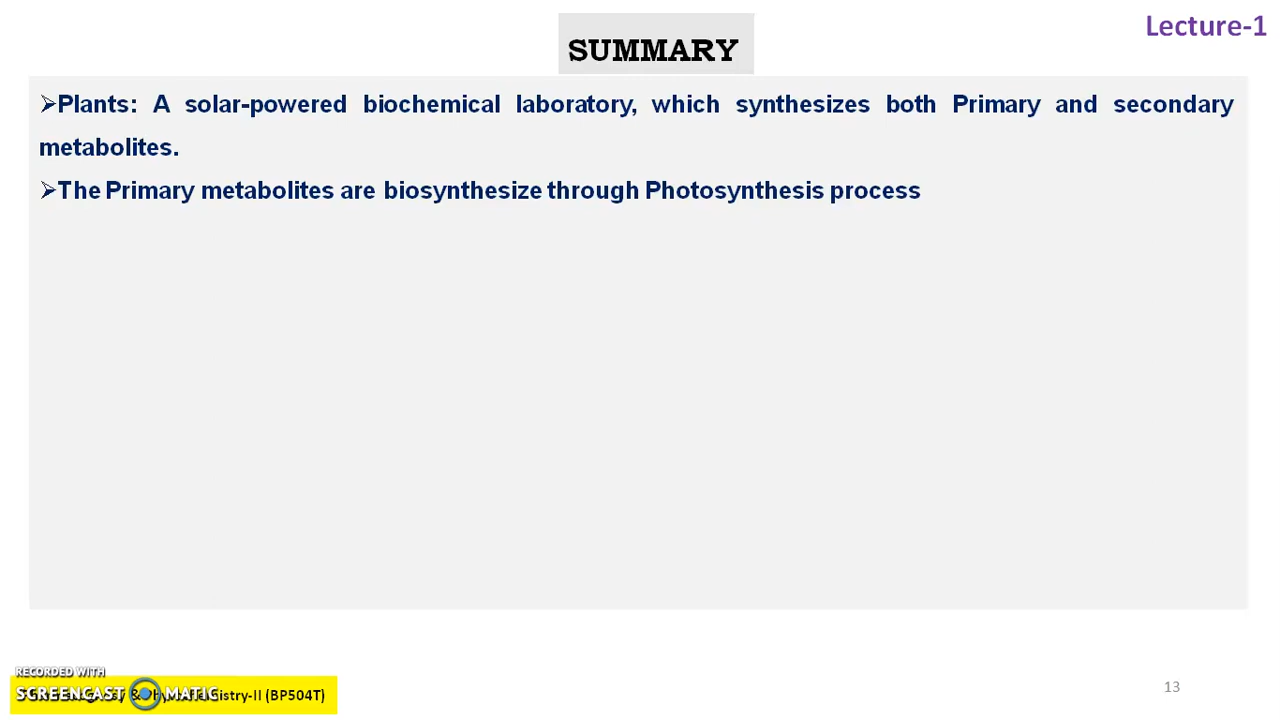 Lecture-1
SUMMARY
➢Plants: A solar-powered biochemical laboratory, which synthesizes both Primary and secondary
metabolites.
➢The Primary metabolites are biosynthesize through Photosynthesis process
RECORDED WITH
SCREENCAST MATIC
(BP504T)
13